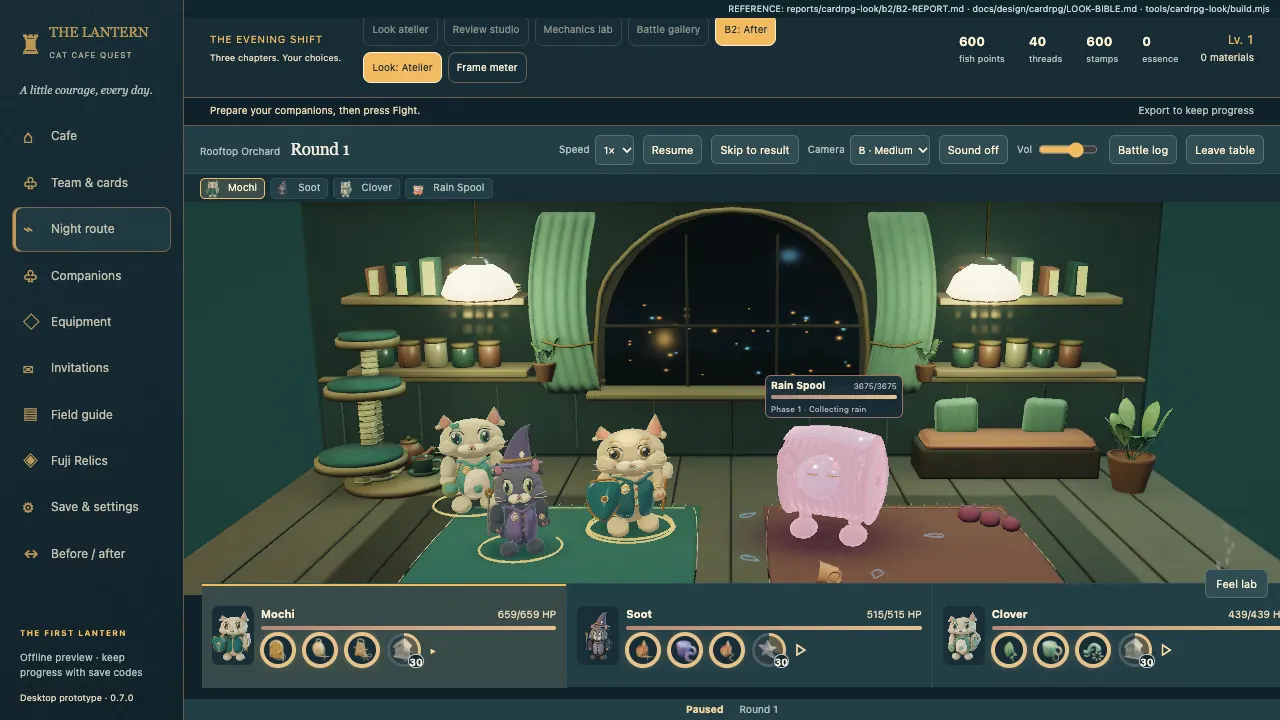 REFERENCE: reports/cardrpg-look/b2/B2-REPORT.md · docs/design/cardrpg/LOOK-BIBLE.md · tools/cardrpg-look/build.mjs
THE LANTERN
CAT CAFE QUEST
A little courage, every day.
Cafe
Team & cards
Night route
Companions
Equipment
Invitations
Field guide
Fuji Relics
Save & settings
Before / after
THE FIRST LANTERN
Offline preview · keep
progress with save codes
Desktop prototype · 0.7.0
THE EVENING SHIFT
Three chapters. Your choices.
Look atelier
Review studio
Mechanics lab
Battle gallery
B2: After
Look: Atelier
Frame meter
600
fish points
40
threads
600
stamps
0
essence
Lv. 1
0 materials
Prepare your companions, then press Fight.
Export to keep progress
Rooftop Orchard Round 1
Speed 1x
Resume
Skip to result
Camera B · Medium
Sound off
Vol
Battle log
Leave table
Mochi
Soot
Clover
Rain Spool
Rain Spool 3675/3675
Phase 1 · Collecting rain
Feel lab
Mochi 659/659 HP
30
Soot 515/515 HP
30
Clover 439/439 H
30
Paused Round 1